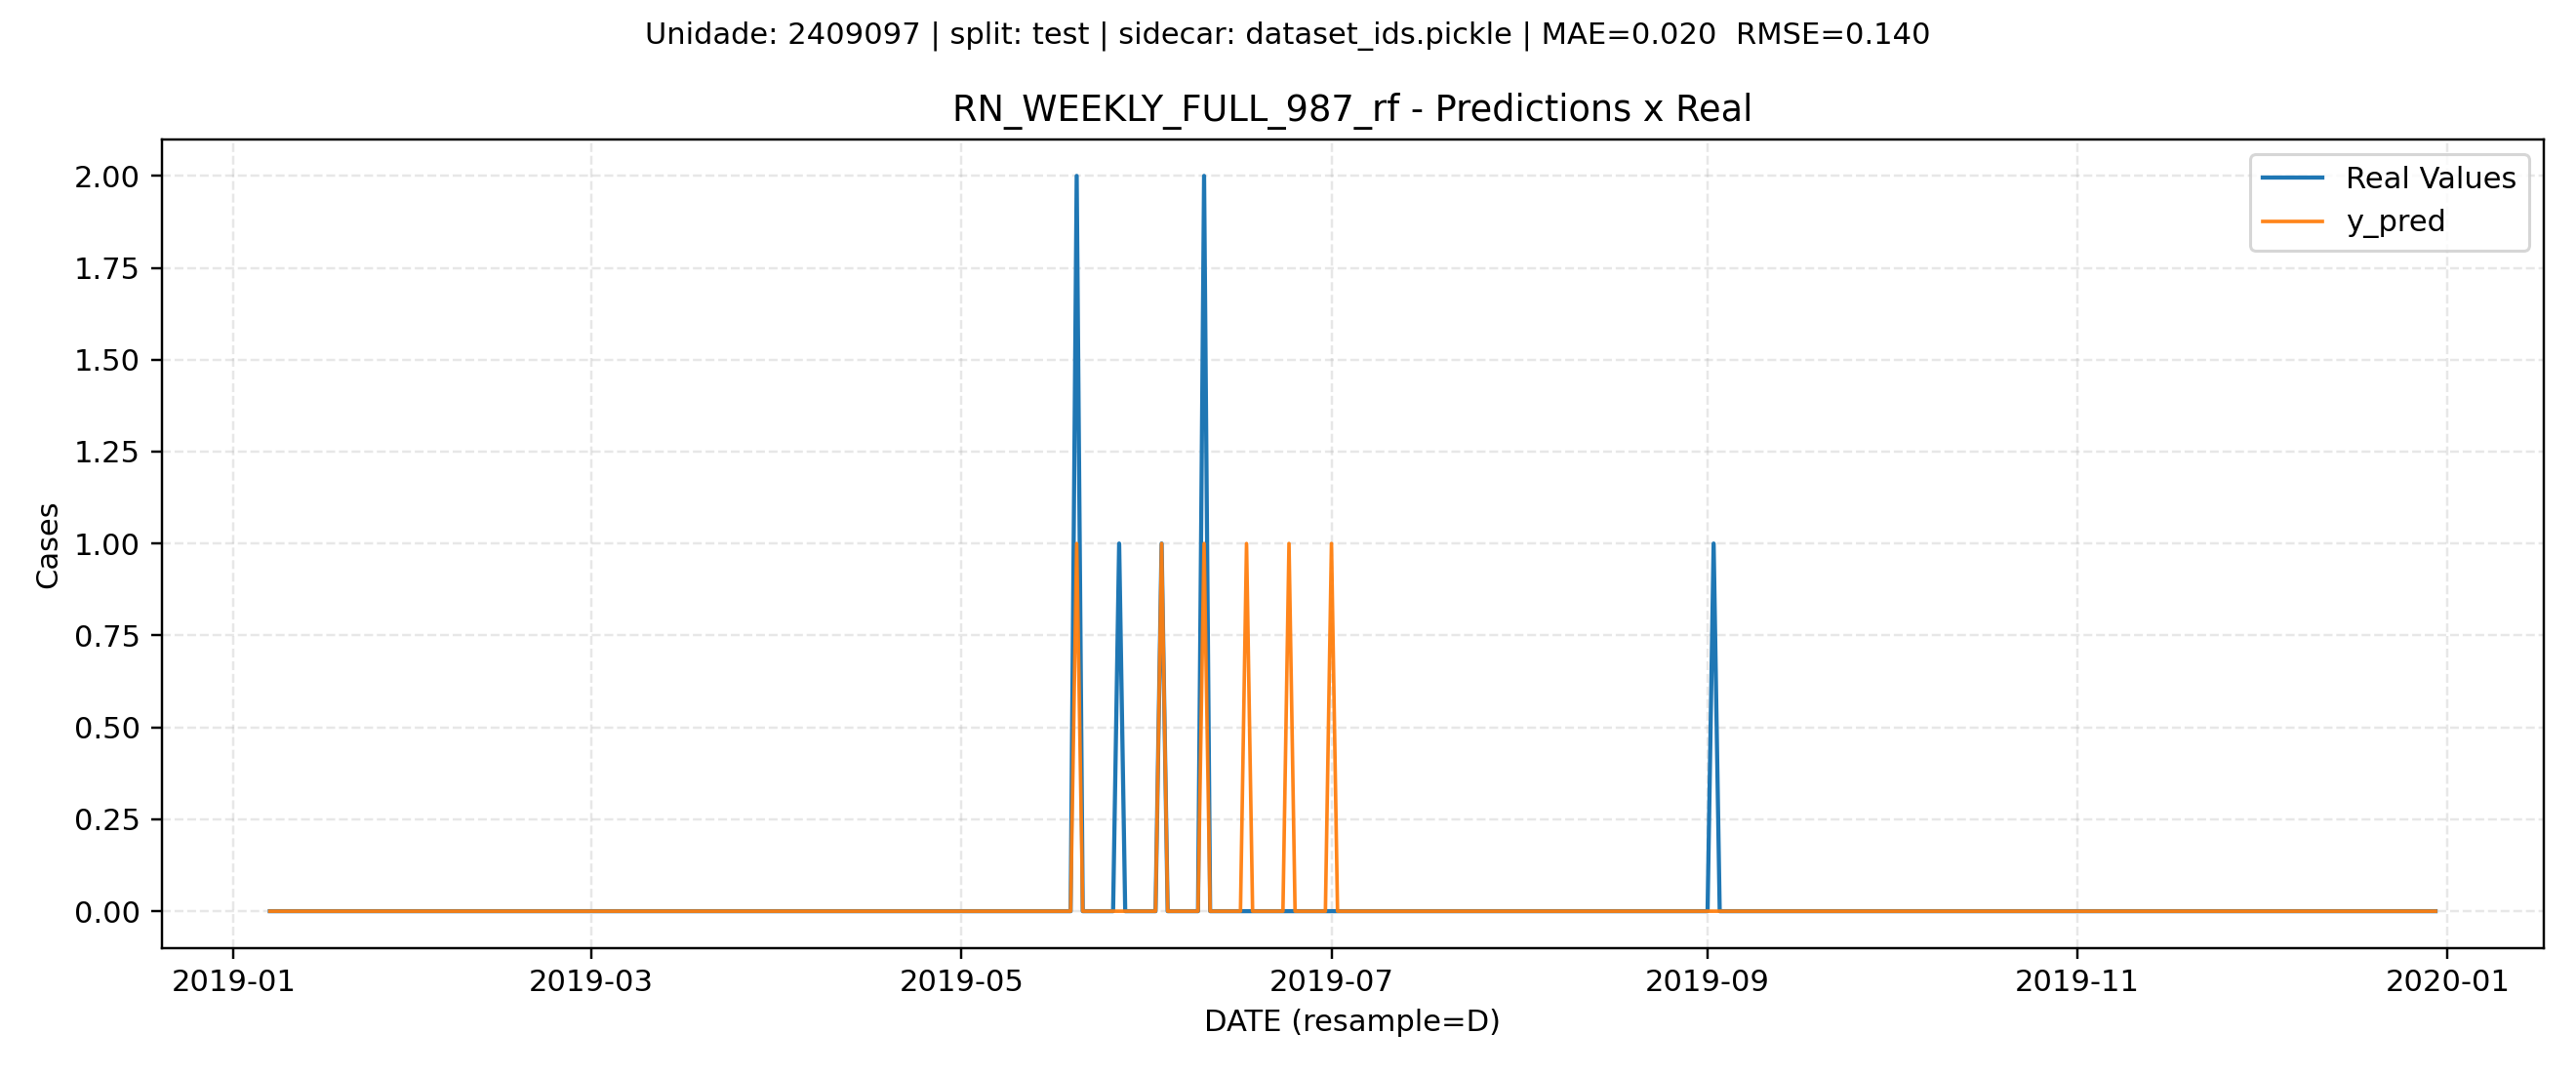 Unidade: 2409097 | split: test | sidecar: dataset_ids.pickle | MAE=0.020  RMSE=0.140
RN_WEEKLY_FULL_987_rf - Predictions x Real
Real Values
y_pred
2.00
1.75
1.50
1.25
1.00
0.75
0.50
0.25
0.00
Cases
2019-01
2019-03
2019-05
2019-07
2019-09
2019-11
2020-01
DATE (resample=D)